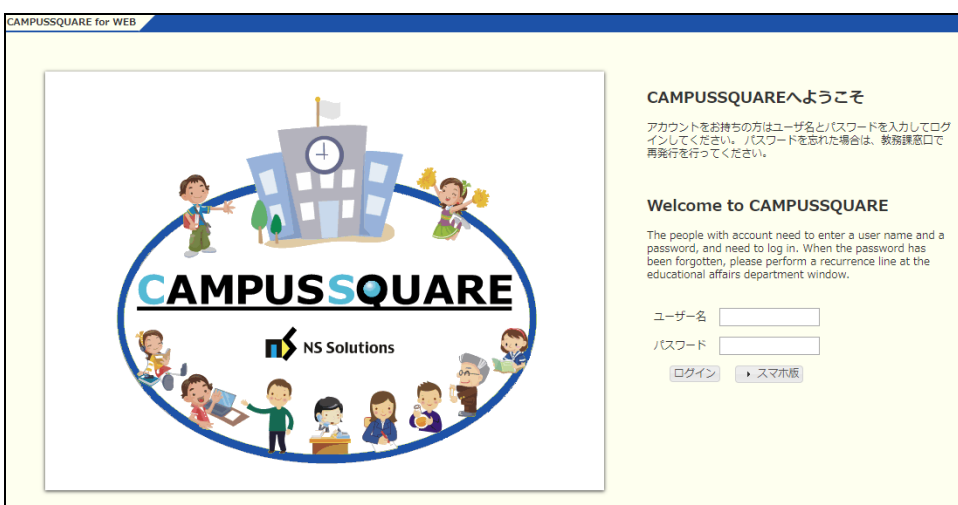 CAMPUSSQUARE for WEB
CAMPUSSQUARE
NS Solutions
CAMPUSSQUAREへようこそ
アカウントをお持ちの方はユーザ名とパスワードを入力してログ
インしてください。 パスワードを忘れた場合は、教務課窓口で
再発行を行ってください。
Welcome to CAMPUSSQUARE
The people with account need to enter a user name and a
password, and need to log in. When the password has
been forgotten, please perform a recurrence line at the
educational affairs department window.
ユーザー名
パスワード
ログイン
スマホ版